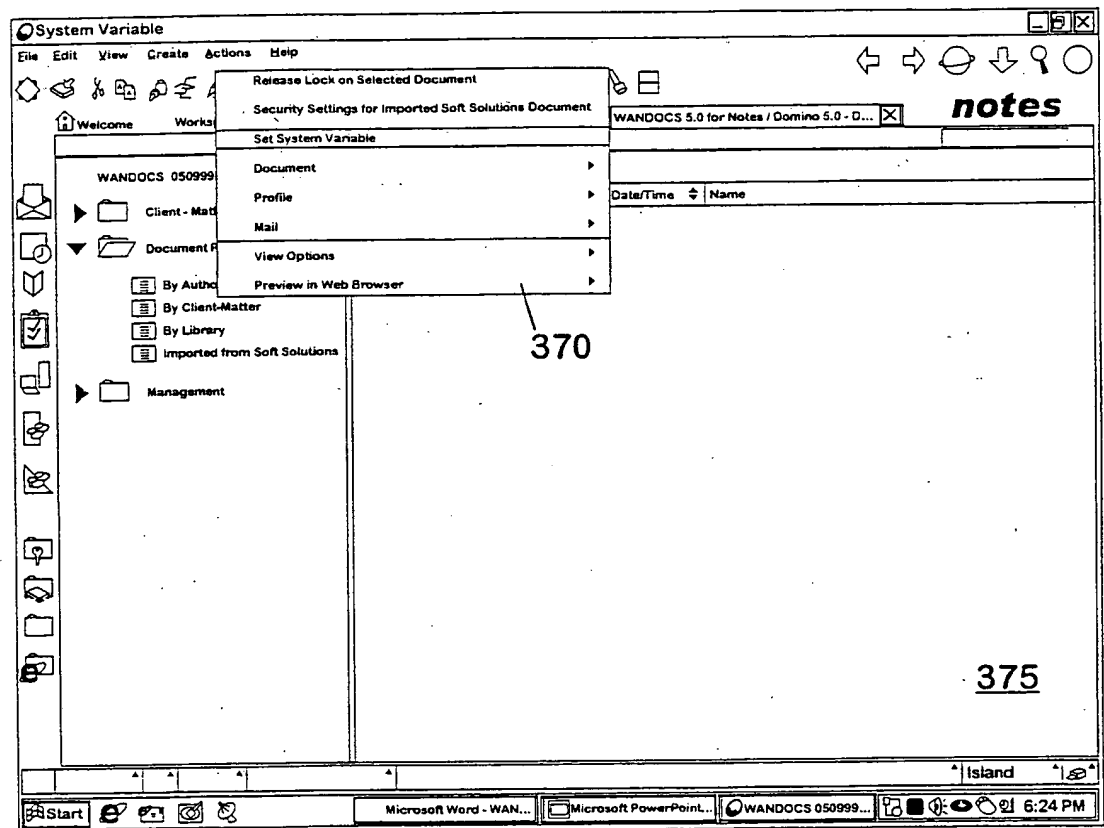 System Variable
File Edit View Create Actions Help
Release Lock on Selected Document
Security Settings for Imported Soft Solutions Document
Set System Variable
Document
Profile
Mail
View Options
Preview in Web Browser
notes
Welcome
WANDOCS 5.0 for Notes / Domino 5.0 - D...
WANDOCS 050999
Date/Time Name
Client - Matt
Document P
By Autho
By Client-Matter
By Library
Imported from Soft Solutions
Management
370
375
Island
Start Microsoft Word - WAN... Microsoft PowerPoint... WANDOCS 050999... 6:24 PM